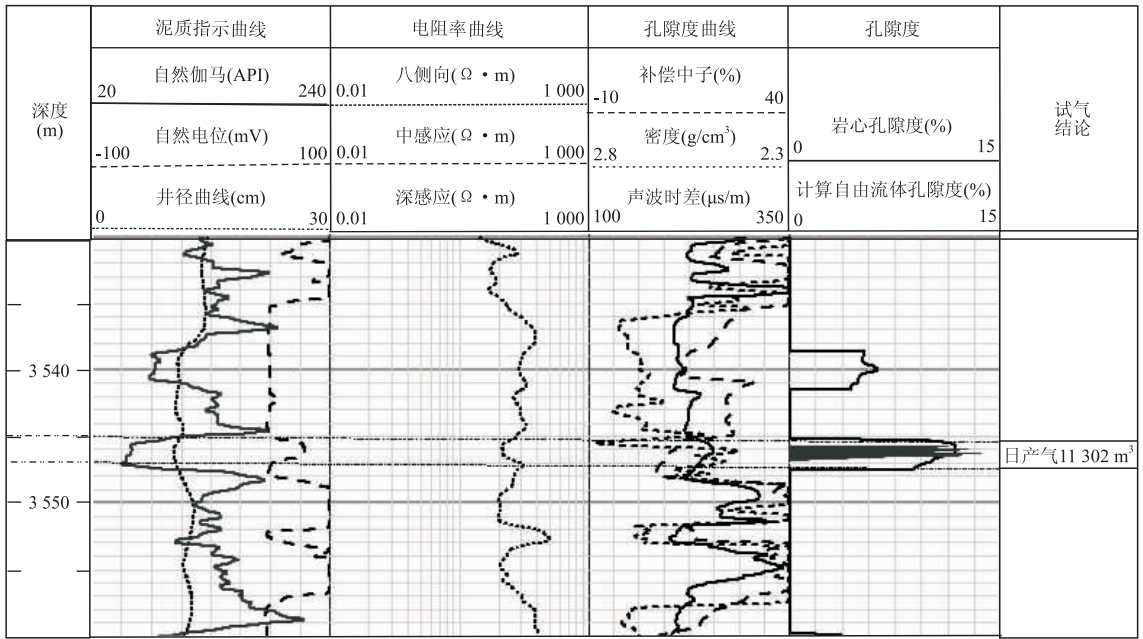 深度
(m)
泥质指示曲线
自然伽马(API)
20 240
自然电位(mV)
-100 100
井径曲线(cm)
0 30
电阻率曲线
八侧向(Ω·m)
0.01 1 000
中感应(Ω·m)
0.01 1 000
深感应(Ω·m)
0.01 1 000
孔隙度曲线
补偿中子(%)
-10 40
密度(g/cm³)
2.8 2.3
声波时差(μs/m)
100 350
孔隙度
岩心孔隙度(%)
0 15
计算自由流体孔隙度(%)
0 15
试气
结论
3 540
3 550
日产气11 302 m³